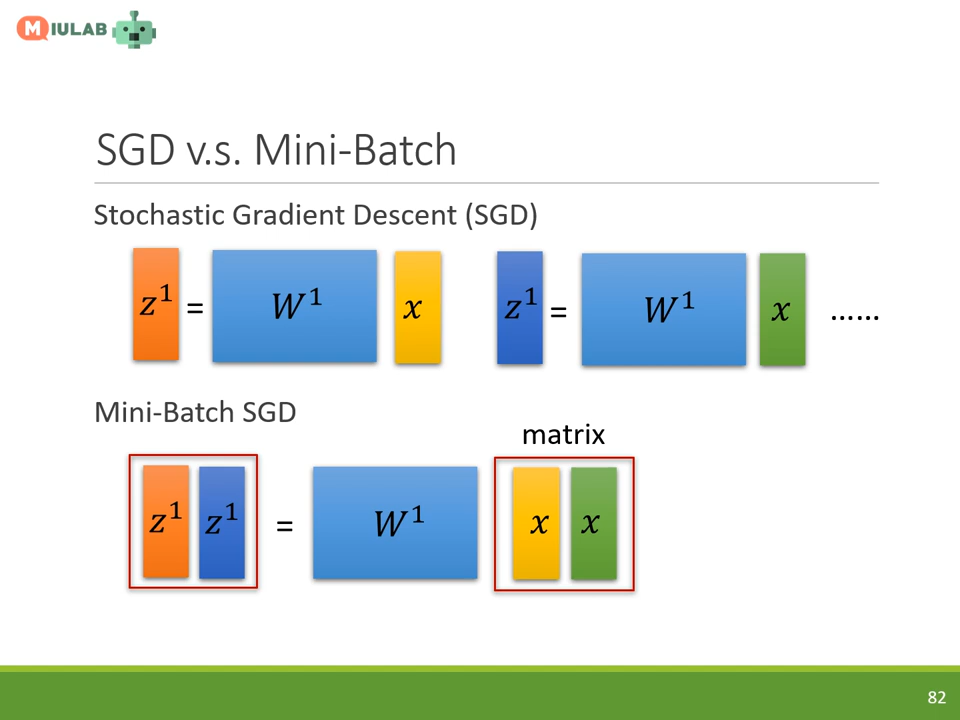 MIULAB
SGD v.s. Mini-Batch
Stochastic Gradient Descent (SGD)
z¹ = W¹ x z¹ = W¹ x ……
Mini-Batch SGD
matrix
z¹ z¹ = W¹ x x
82